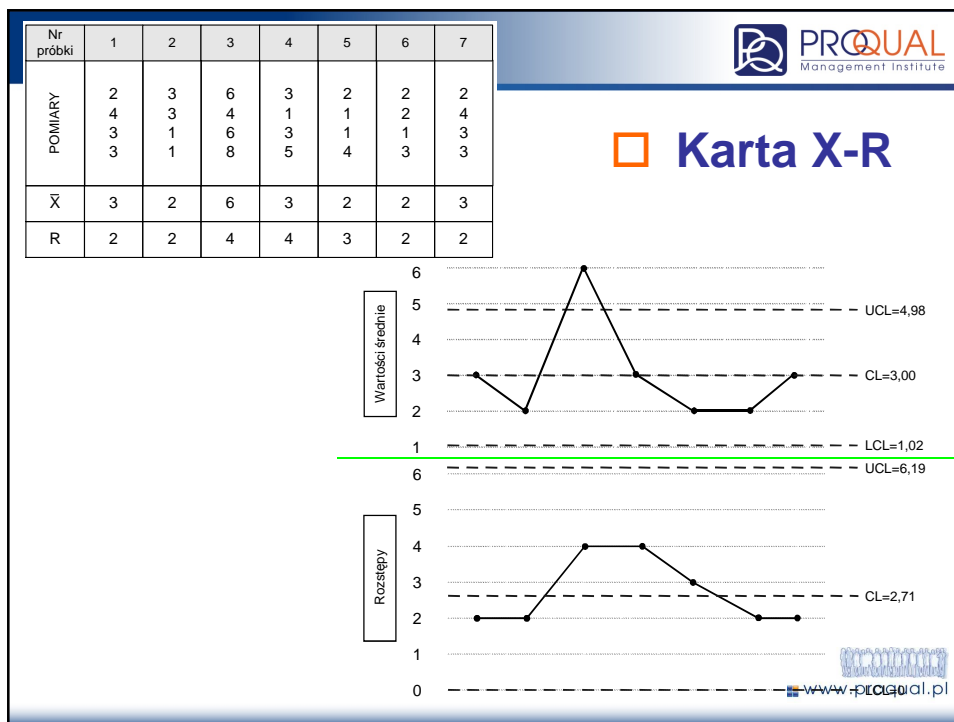 Nr próbki 1 2 3 4 5 6 7
POMIARY
2 3 6 3 2 2 2
4 3 4 1 1 2 4
3 1 6 3 1 1 3
3 1 8 5 4 3 3
X̅ 3 2 6 3 2 2 3
R 2 2 4 4 3 2 2
PROQUAL
Management Institute
Karta X-R
Wartości średnie
6
5
4
3
2
1
UCL=4,98
CL=3,00
LCL=1,02
UCL=6,19
Rozstępy
6
5
4
3
2
1
0
CL=2,71
LCL=0
www.proqual.pl